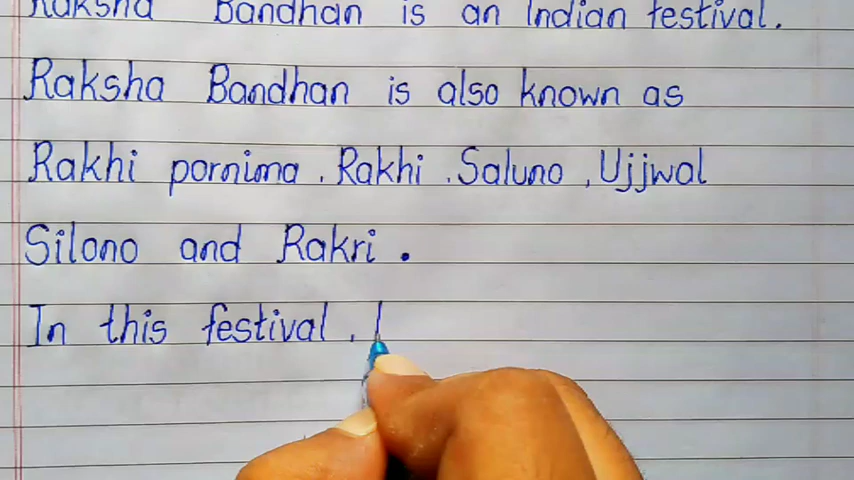 Raksha Bandhan is an Indian festival.
Raksha Bandhan is also known as
Rakhi pornima , Rakhi , Saluno , Ujjwal
Silono and Rakri .
In this festival ,